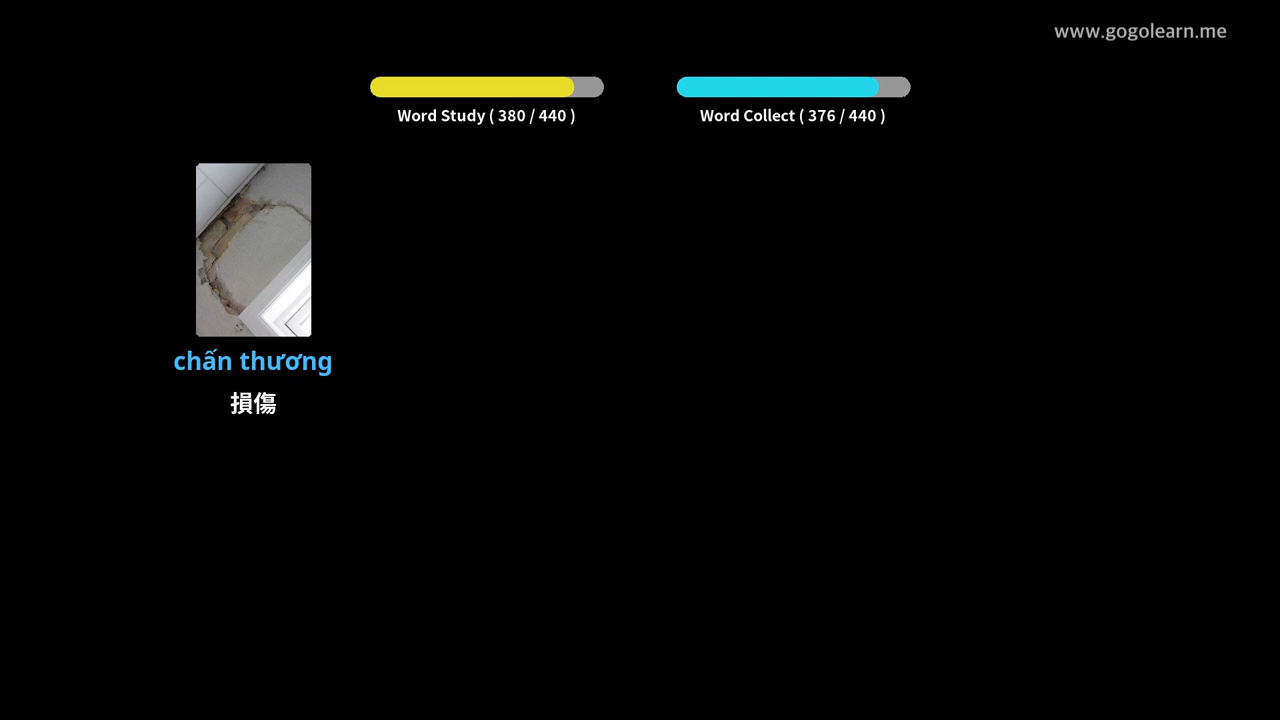 www.gogolearn.me
Word Study ( 380 / 440 )
Word Collect ( 376 / 440 )
chấn thương
損傷